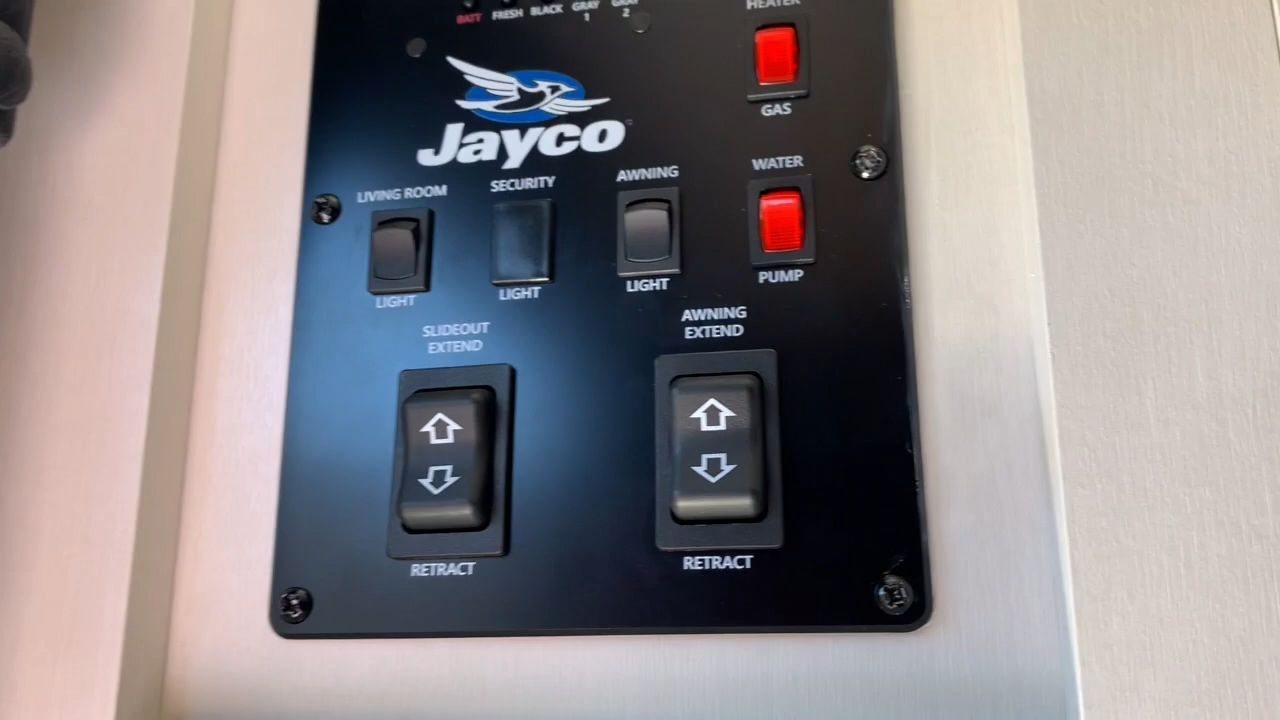 BATT FRESH BLACK GRAY 1 GRAY 2
HEATER
GAS
Jayco
LIVING ROOM
LIGHT
SECURITY
LIGHT
AWNING
LIGHT
WATER
PUMP
SLIDEOUT
EXTEND
RETRACT
AWNING
EXTEND
RETRACT